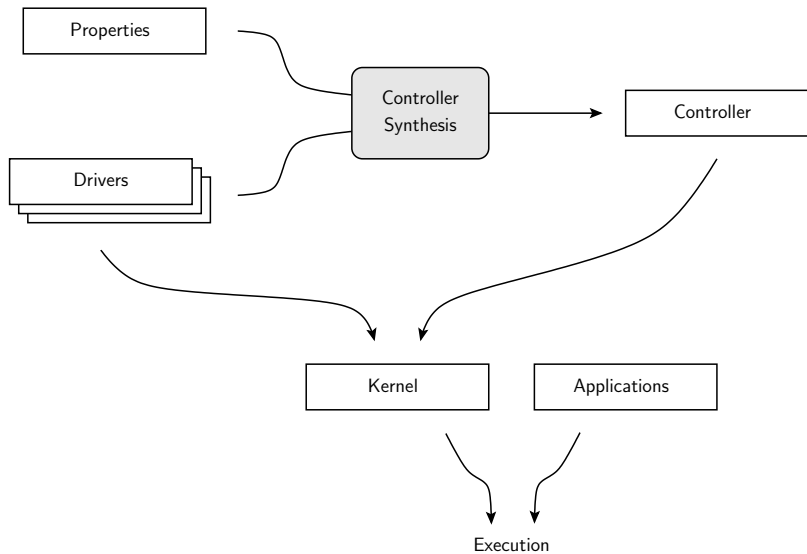 Properties
Controller
Synthesis
Controller
Drivers
Kernel
Applications
Execution